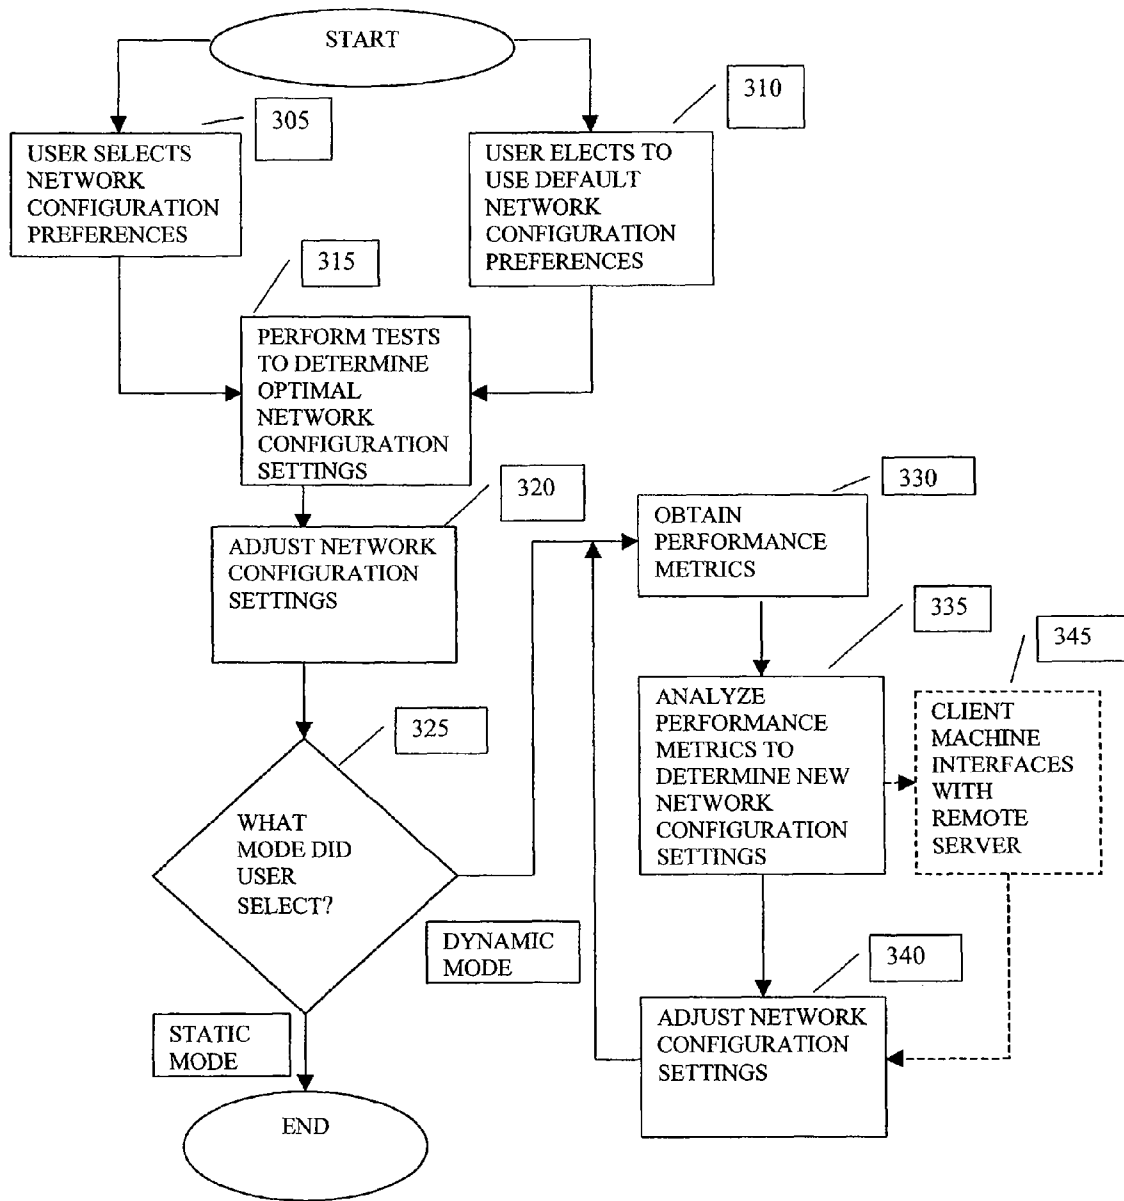 START
305
USER SELECTS
NETWORK
CONFIGURATION
PREFERENCES
310
USER ELECTS TO
USE DEFAULT
NETWORK
CONFIGURATION
PREFERENCES
315
PERFORM TESTS
TO DETERMINE
OPTIMAL
NETWORK
CONFIGURATION
SETTINGS
320
ADJUST NETWORK
CONFIGURATION
SETTINGS
325
WHAT
MODE DID
USER
SELECT?
STATIC
MODE
END
DYNAMIC
MODE
330
OBTAIN
PERFORMANCE
METRICS
335
ANALYZE
PERFORMANCE
METRICS TO
DETERMINE NEW
NETWORK
CONFIGURATION
SETTINGS
345
CLIENT
MACHINE
INTERFACES
WITH
REMOTE
SERVER
340
ADJUST NETWORK
CONFIGURATION
SETTINGS